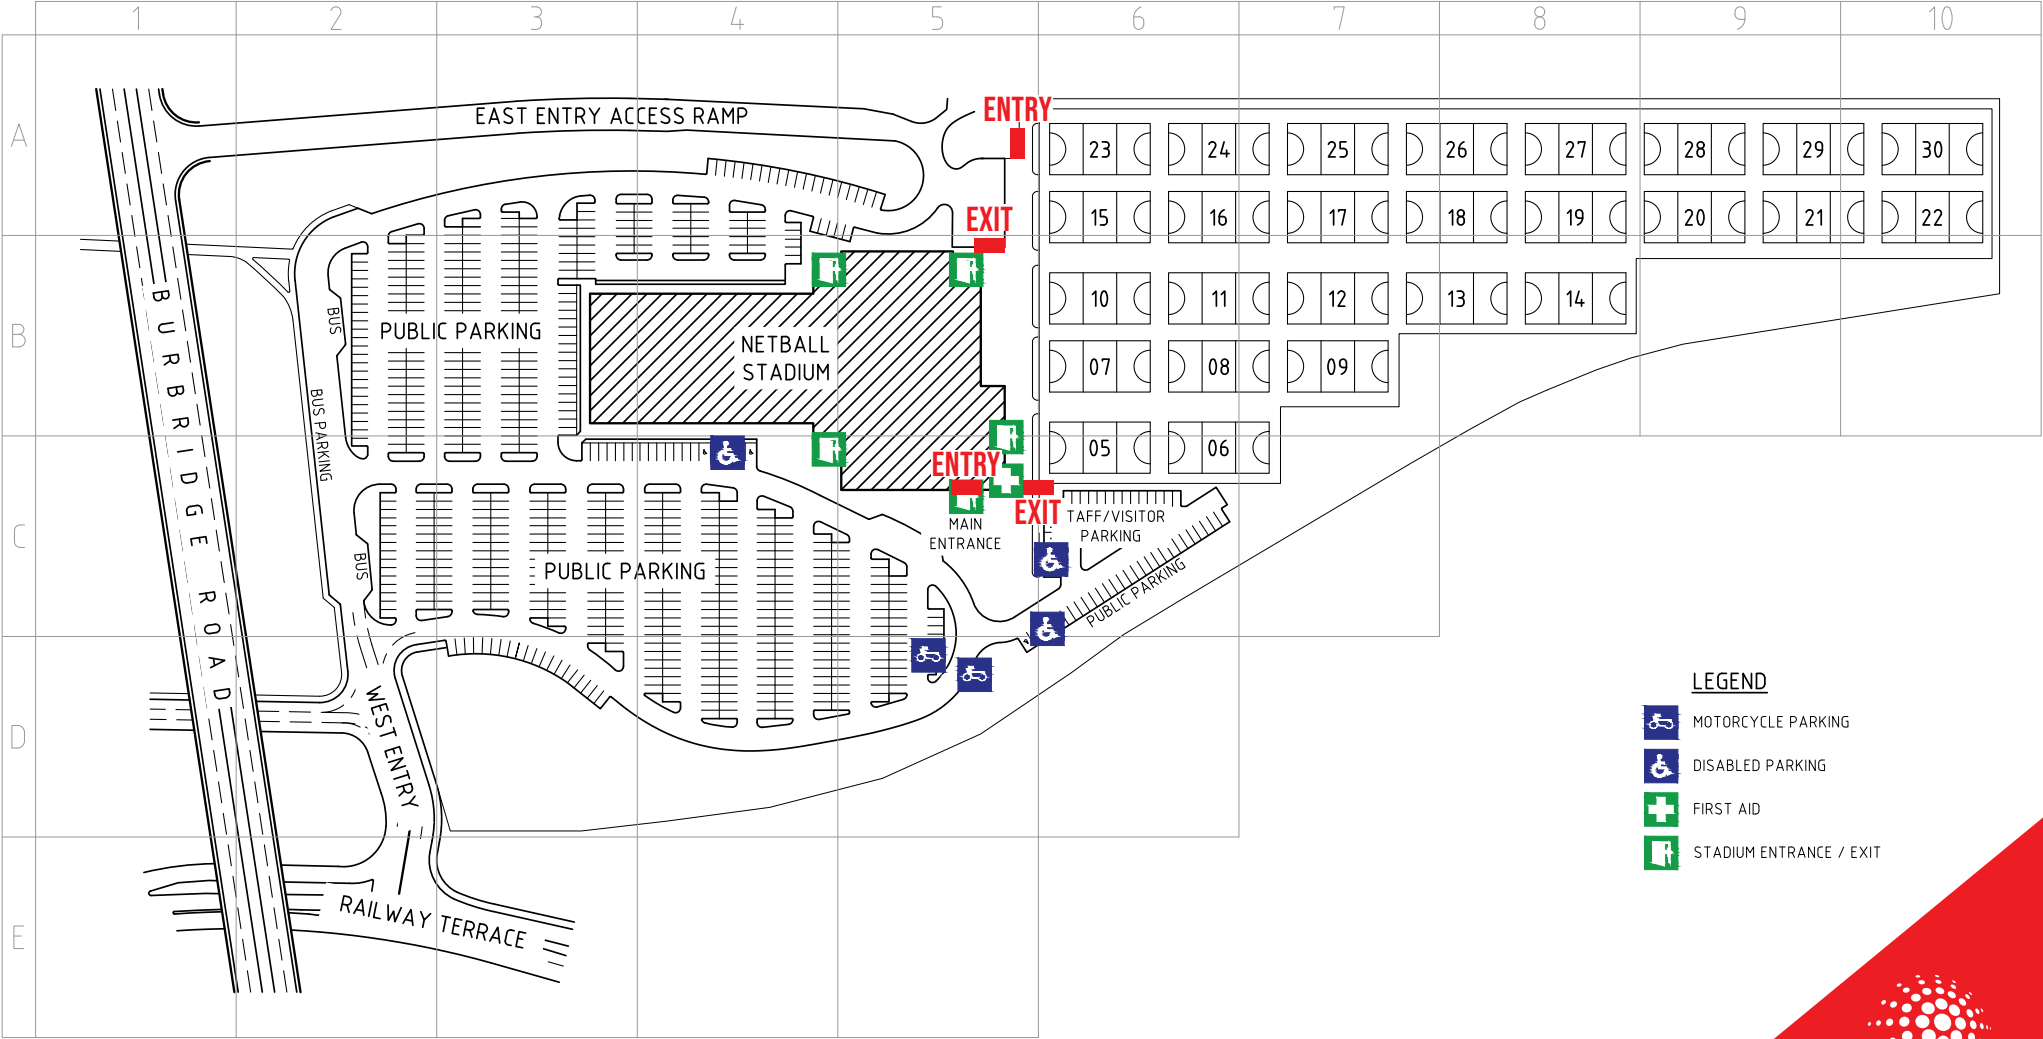 1 2 3 4 5 6 7 8 9 10
A
B
C
D
E
EAST ENTRY ACCESS RAMP
ENTRY
EXIT
23 24 25 26 27 28 29 30
15 16 17 18 19 20 21 22
10 11 12 13 14
07 08 09
05 06
BURBRIDGE ROAD
BUS
BUS PARKING
BUS
PUBLIC PARKING
NETBALL
STADIUM
ENTRY
EXIT
MAIN
ENTRANCE
TAFF/VISITOR
PARKING
PUBLIC PARKING
PUBLIC PARKING
WEST ENTRY
RAILWAY TERRACE
LEGEND
MOTORCYCLE PARKING
DISABLED PARKING
FIRST AID
STADIUM ENTRANCE / EXIT